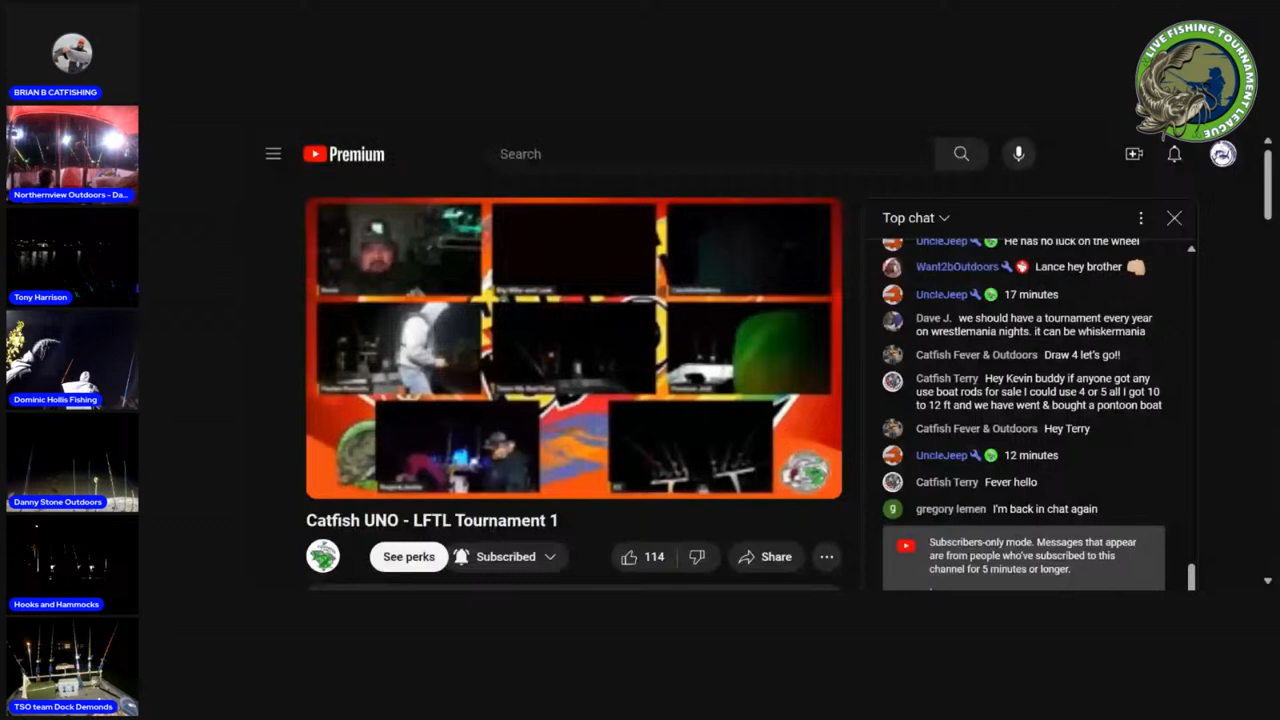 BRIAN B CATFISHING
Northernview Outdoors - Da...
Tony Harrison
Dominic Hollis Fishing
Danny Stone Outdoors
Hooks and Hammocks
TSO team Dock Demonds
LIVE FISHING TOURNAMENT LEAGUE
Premium
Search
Top chat
UncleJeep He has no luck on the wheel
Want2bOutdoors Lance hey brother
UncleJeep 17 minutes
Dave J. we should have a tournament every year
on wrestlemania nights. it can be whiskermania
Catfish Fever & Outdoors Draw 4 let's go!!
Catfish Terry Hey Kevin buddy if anyone got any
use boat rods for sale I could use 4 or 5 all I got 10
to 12 ft and we have went & bought a pontoon boat
Catfish Fever & Outdoors Hey Terry
UncleJeep 12 minutes
Catfish Terry Fever hello
g gregory lemen I'm back in chat again
Subscribers-only mode. Messages that appear
are from people who've subscribed to this
channel for 5 minutes or longer.
Catfish UNO - LFTL Tournament 1
See perks
Subscribed
114
Share